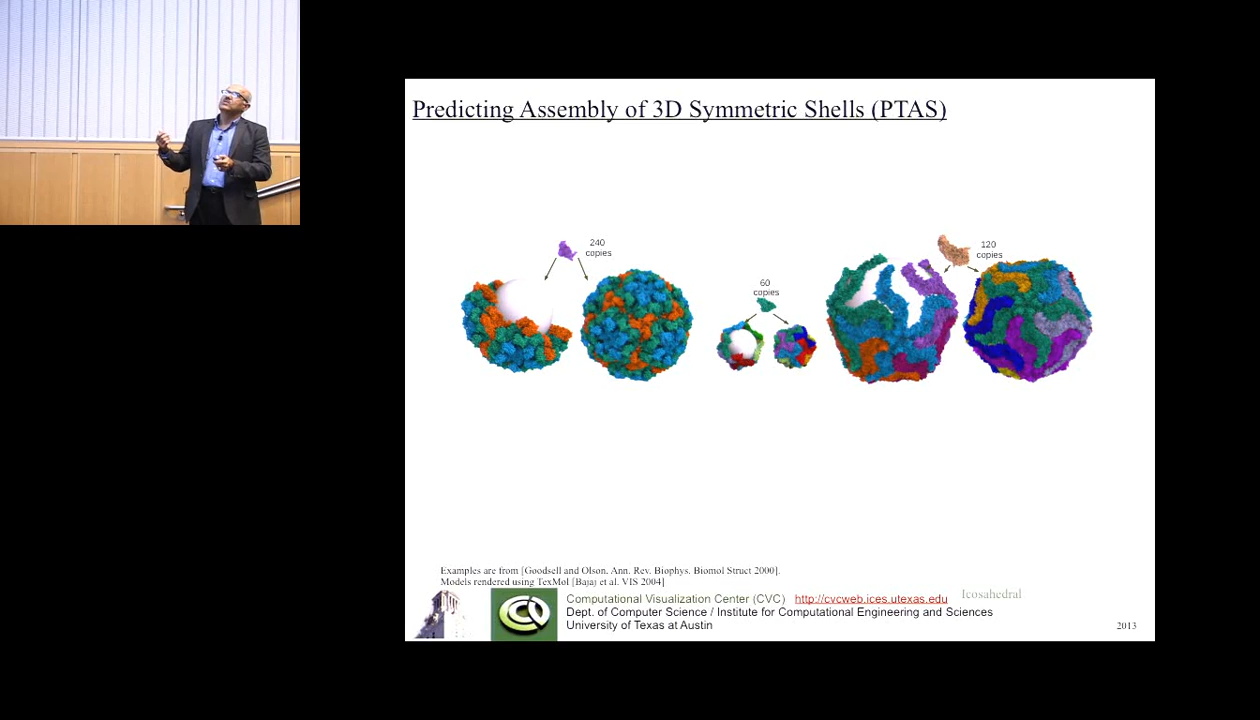 Predicting Assembly of 3D Symmetric Shells (PTAS)
240
copies
60
copies
120
copies
Examples are from [Goodsell and Olson, Ann. Rev. Biophys. Biomol Struct 2000].
Models rendered using TexMol [Bajaj et al. VIS 2004]
Computational Visualization Center (CVC) http://cvcweb.ices.utexas.edu
Icosahedral
Dept. of Computer Science / Institute for Computational Engineering and Sciences
University of Texas at Austin
2013